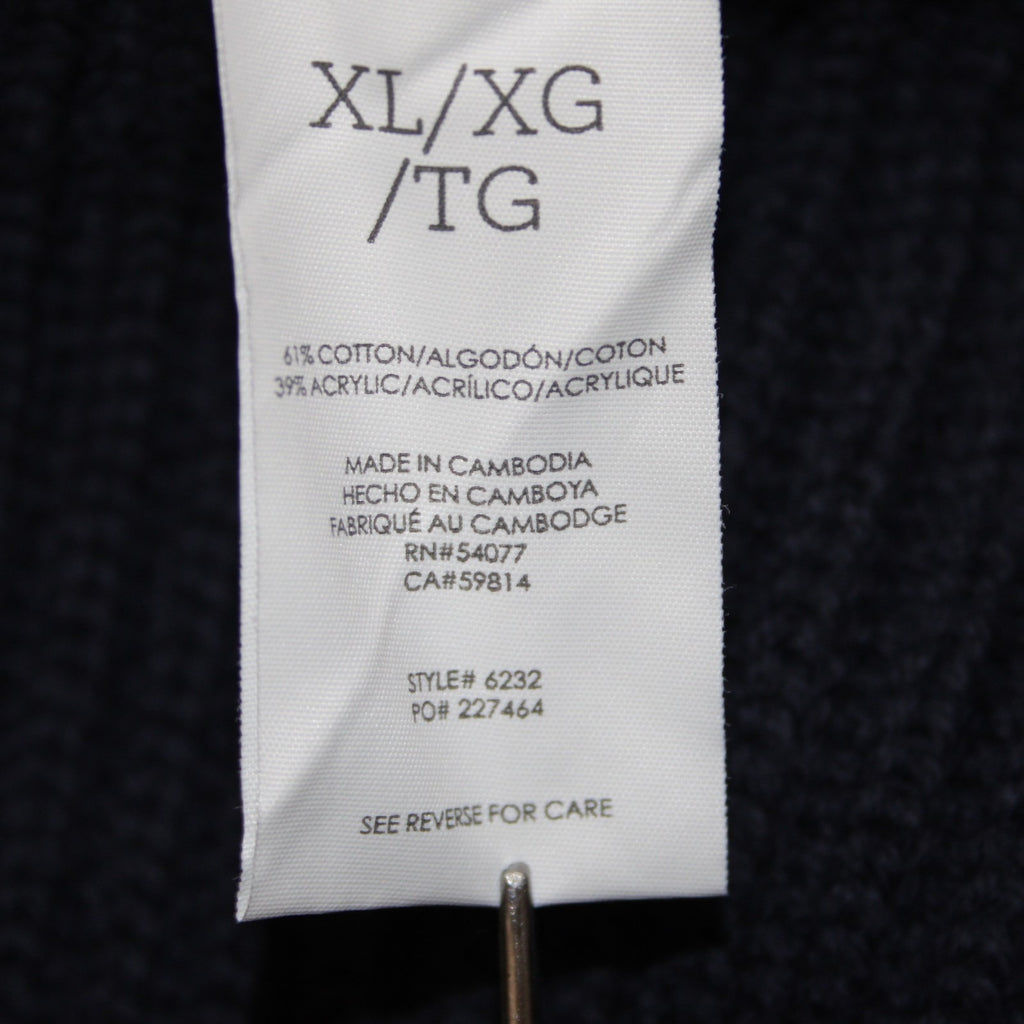 XL/XG
/TG
61% COTTON/ALGODÓN/COTON
39% ACRYLIC/ACRÍLICO/ACRYLIQUE
MADE IN CAMBODIA
HECHO EN CAMBOYA
FABRIQUÉ AU CAMBODGE
RN#54077
CA#59814
STYLE# 6232
PO# 227464
SEE REVERSE FOR CARE